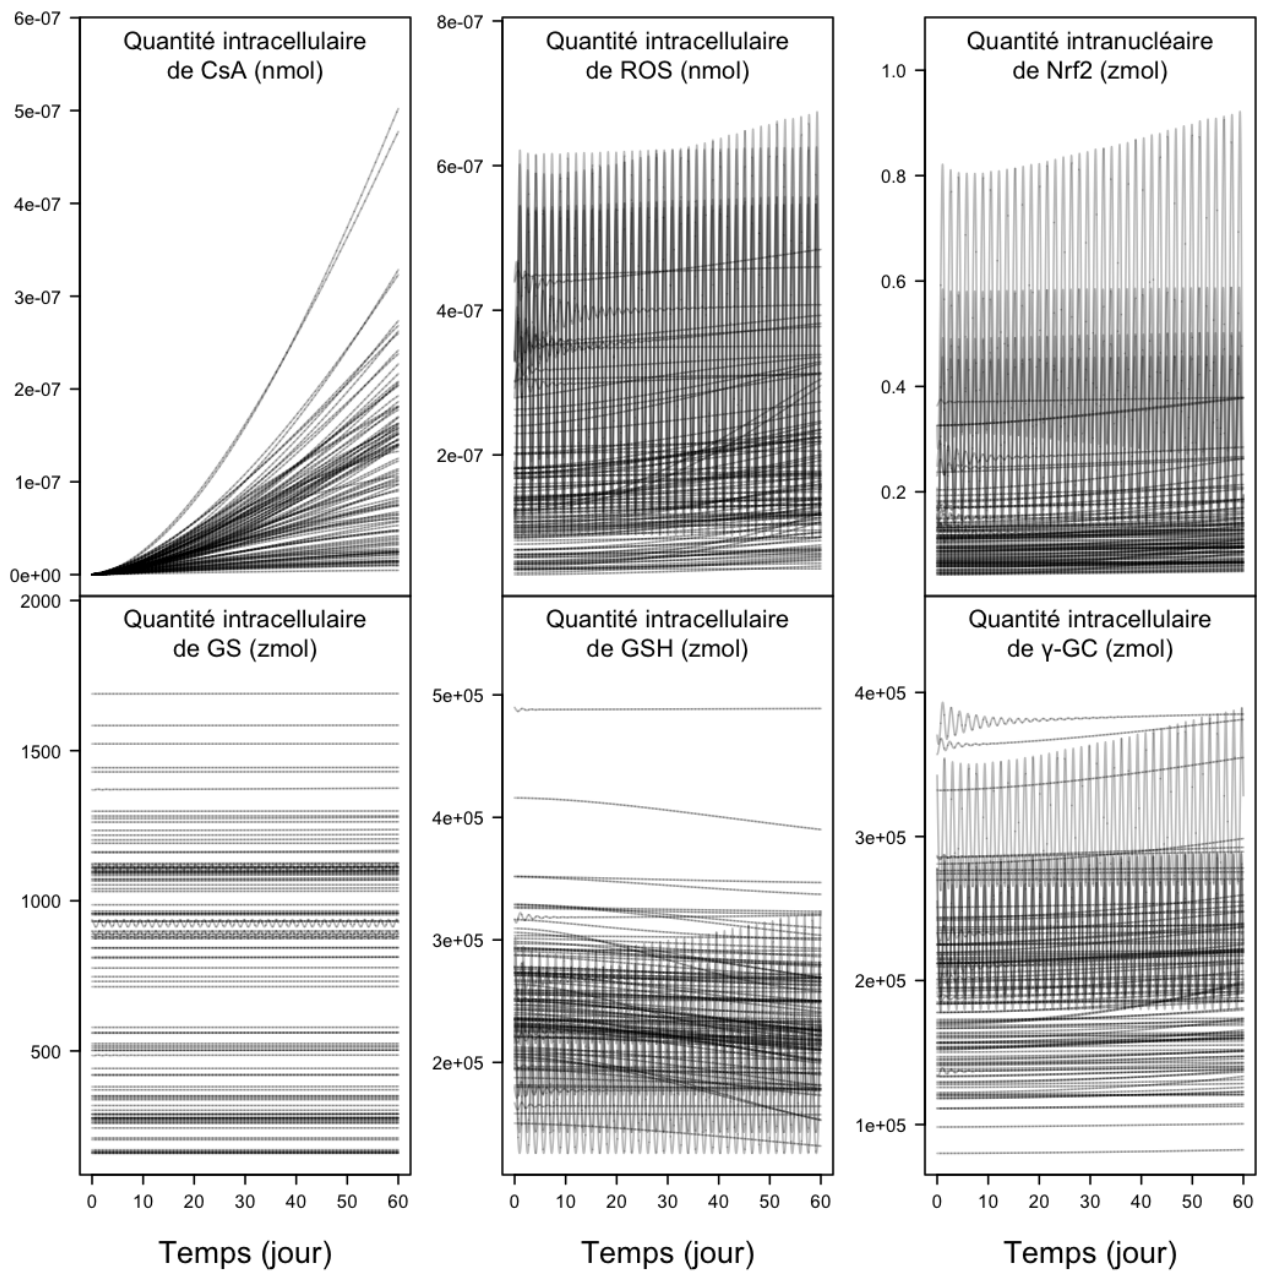 Quantité intracellulaire
de CsA (nmol)
6e-07
5e-07
4e-07
3e-07
2e-07
1e-07
0e+00
Quantité intracellulaire
de ROS (nmol)
8e-07
6e-07
4e-07
2e-07
Quantité intranucléaire
de Nrf2 (zmol)
1.0
0.8
0.6
0.4
0.2
Quantité intracellulaire
de GS (zmol)
2000
1500
1000
500
0 10 20 30 40 50 60
Temps (jour)
Quantité intracellulaire
de GSH (zmol)
5e+05
4e+05
3e+05
2e+05
0 10 20 30 40 50 60
Temps (jour)
Quantité intracellulaire
de γ-GC (zmol)
4e+05
3e+05
2e+05
1e+05
0 10 20 30 40 50 60
Temps (jour)